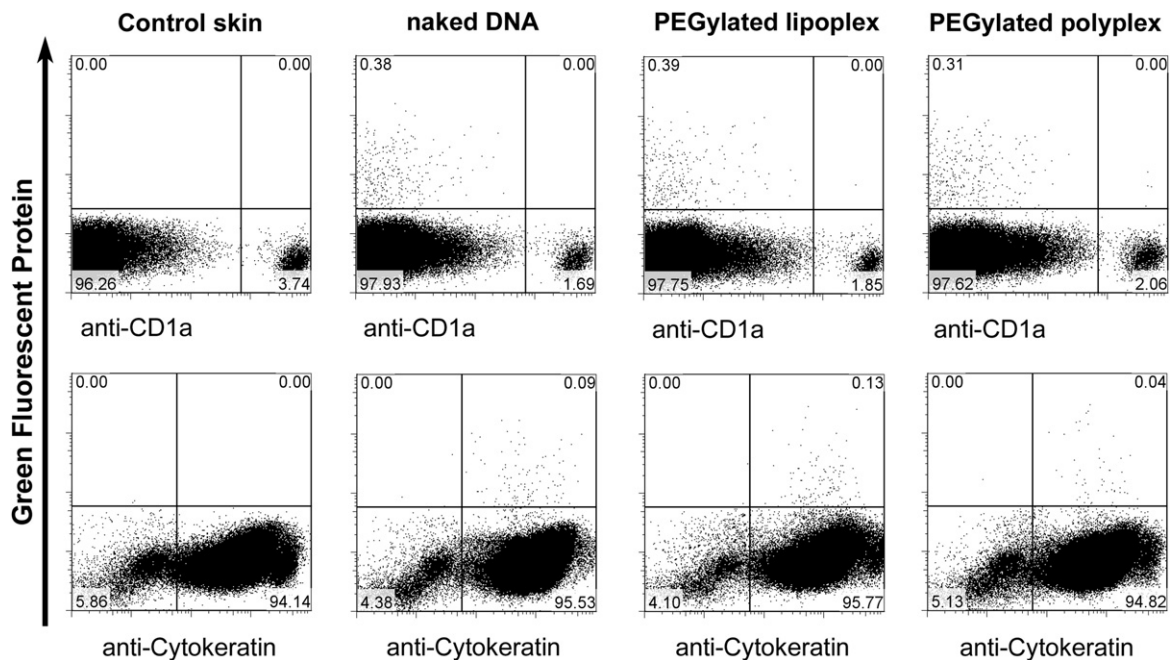 Control skin
naked DNA
PEGylated lipoplex
PEGylated polyplex
Green Fluorescent Protein
0.00 0.00
96.26 3.74
anti-CD1a
0.38 0.00
97.93 1.69
anti-CD1a
0.39 0.00
97.75 1.85
anti-CD1a
0.31 0.00
97.62 2.06
anti-CD1a
0.00 0.00
5.86 94.14
anti-Cytokeratin
0.00 0.09
4.38 95.53
anti-Cytokeratin
0.00 0.13
4.10 95.77
anti-Cytokeratin
0.00 0.04
5.13 94.82
anti-Cytokeratin